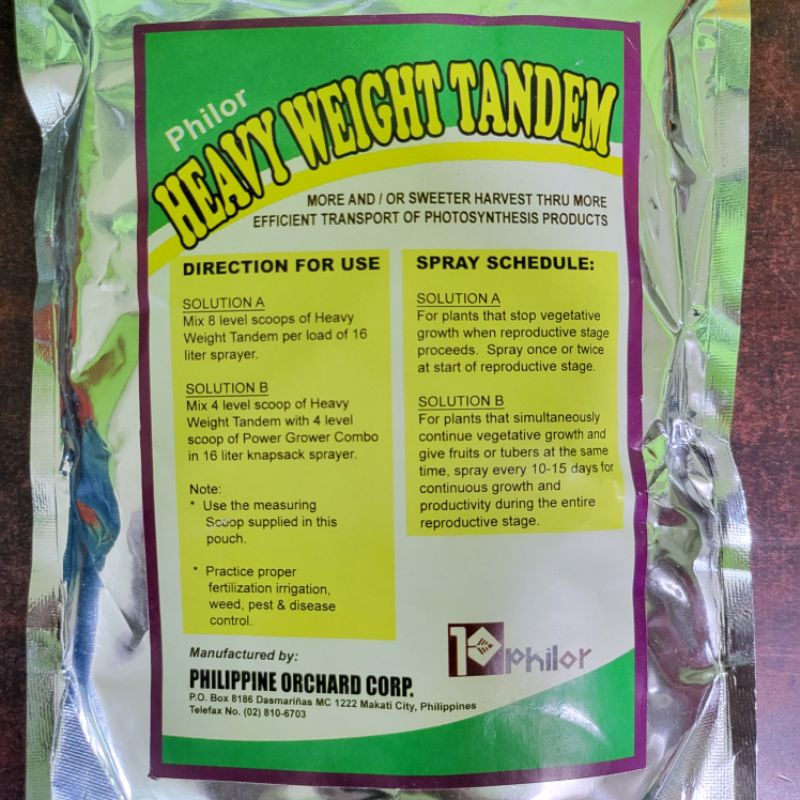 Philor
HEAVY WEIGHT TANDEM
MORE AND / OR SWEETER HARVEST THRU MORE
EFFICIENT TRANSPORT OF PHOTOSYNTHESIS PRODUCTS
DIRECTION FOR USE
SOLUTION A
Mix 8 level scoops of Heavy
Weight Tandem per load of 16
liter sprayer.
SOLUTION B
Mix 4 level scoop of Heavy
Weight Tandem with 4 level
scoop of Power Grower Combo
in 16 liter knapsack sprayer.
Note:
* Use the measuring
Scoop supplied in this
pouch.
* Practice proper
fertilization irrigation,
weed, pest & disease
control.
SPRAY SCHEDULE:
SOLUTION A
For plants that stop vegetative
growth when reproductive stage
proceeds. Spray once or twice
at start of reproductive stage.
SOLUTION B
For plants that simultaneously
continue vegetative growth and
give fruits or tubers at the same
time, spray every 10-15 days for
continuous growth and
productivity during the entire
reproductive stage.
Manufactured by:
PHILIPPINE ORCHARD CORP.
P.O. Box 8186 Dasmariñas MC 1222 Makati City, Philippines
Telefax No. (02) 810-6703
philor